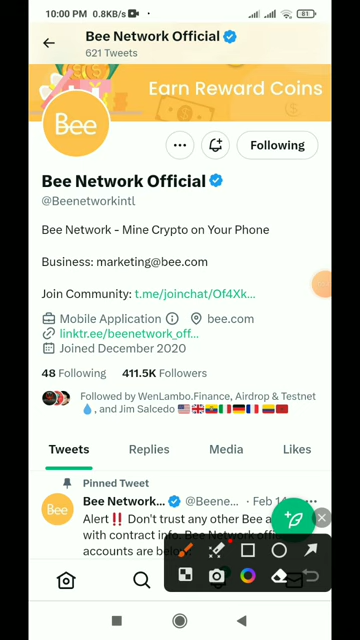 10:00 PM 0.8KB/s
81
Bee Network Official
621 Tweets
Earn Reward Coins
Bee
Following
Bee Network Official
@Beenetworkintl
Bee Network - Mine Crypto on Your Phone
Business: marketing@bee.com
Join Community: t.me/joinchat/Of4Xk...
Mobile Application bee.com
linktr.ee/beenetwork_off...
Joined December 2020
48 Following 411.5K Followers
Followed by WenLambo.Finance, Airdrop & Testnet
💧, and Jim Salcedo 🇺🇸🇬🇧🇪🇨🇮🇹🇩🇪🇫🇷🇨🇴🇲🇦
Tweets Replies Media Likes
Pinned Tweet
Bee
Bee Network... @Beene... · Feb 14
Alert‼️ Don't trust any other Bee a
with contract info. Bee Network offi
accounts are below